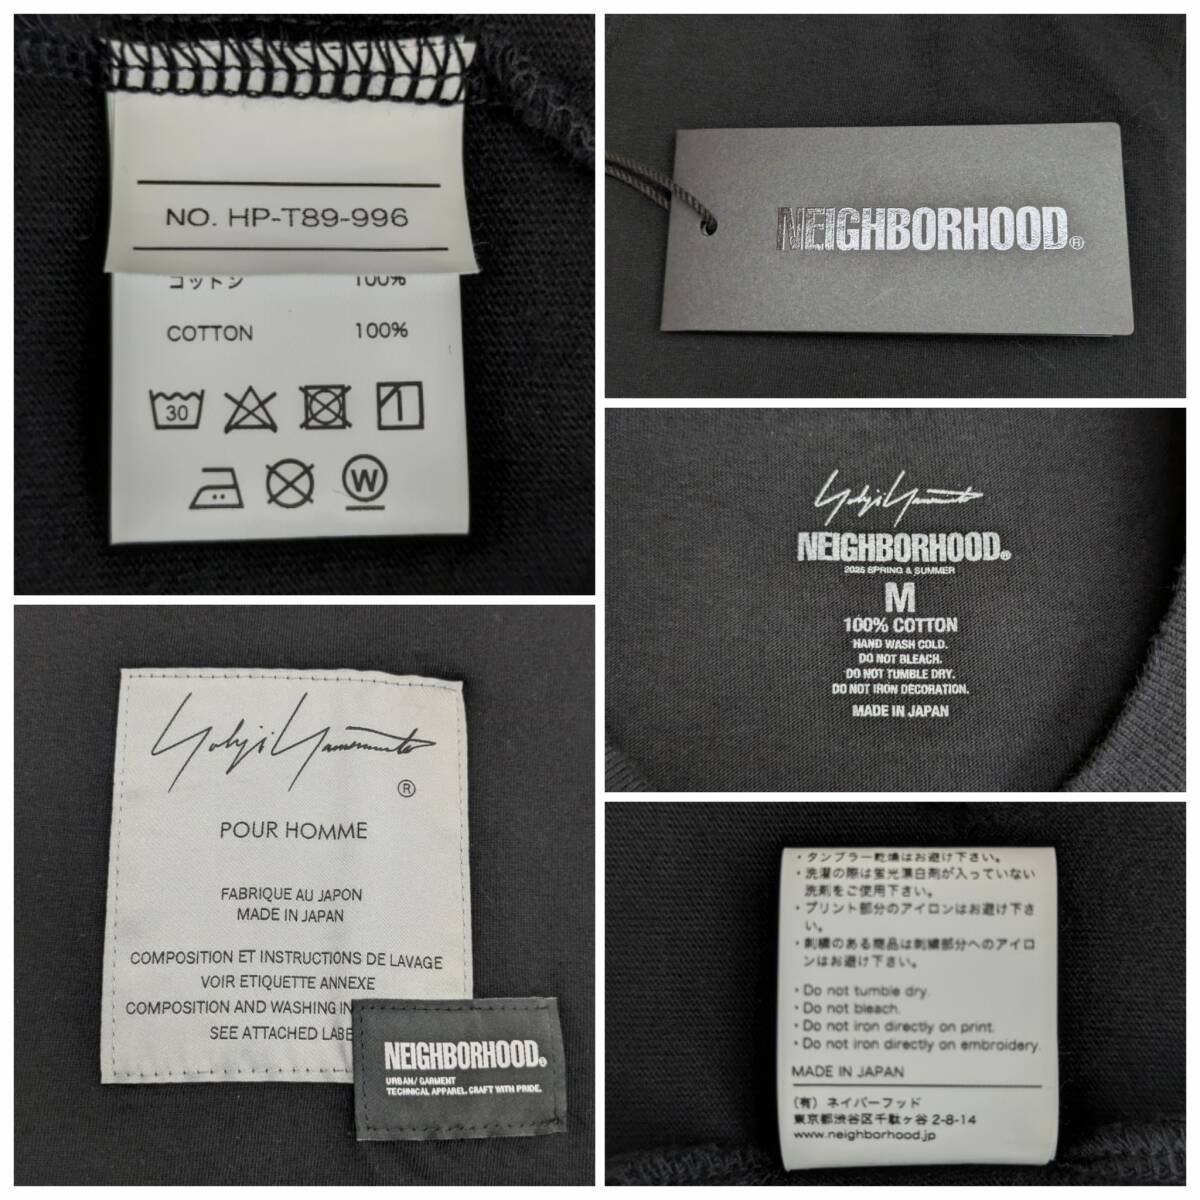 NO. HP-T89-996
コットン 100%
COTTON 100%
30
W
NEIGHBORHOOD®
Yohji Yamamoto
NEIGHBORHOOD®
2025 SPRING & SUMMER
M
100% COTTON
HAND WASH COLD.
DO NOT BLEACH.
DO NOT TUMBLE DRY.
DO NOT IRON DECORATION.
MADE IN JAPAN
Yohji Yamamoto
®
POUR HOMME
FABRIQUE AU JAPON
MADE IN JAPAN
COMPOSITION ET INSTRUCTIONS DE LAVAGE
VOIR ETIQUETTE ANNEXE
COMPOSITION AND WASHING IN
SEE ATTACHED LABE
NEIGHBORHOOD®
URBAN/ GARMENT
TECHNICAL APPAREL. CRAFT WITH PRIDE.
・タンブラー乾燥はお避け下さい。
・洗濯の際は蛍光漂白剤が入っていない
洗剤をご使用下さい。
・プリント部分のアイロンはお避け下さ
い。
・刺繍のある商品は刺繍部分へのアイロ
ンはお避け下さい。
・Do not tumble dry.
・Do not bleach.
・Do not iron directly on print.
・Do not iron directly on embroidery.
MADE IN JAPAN
(有) ネイバーフッド
東京都渋谷区千駄ヶ谷 2-8-14
www.neighborhood.jp